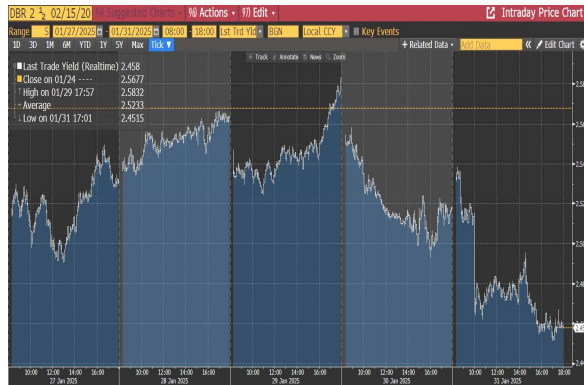 DBR 2 ½ 02/15/20 94) Suggested Charts 96) Actions 97) Edit Intraday Price Chart
Range 5 01/27/2025 - 01/31/2025 08:00 - 18:00 Lst Trd Yld BGN Local CCY Key Events
1D 3D 1M 6M YTD 1Y 5Y Max Tick + Related Data Add Data « Edit Chart
+ Track Annotate News Zoom
Last Trade Yield (Realtime) 2.458
Close on 01/24 ---- 2.5677
High on 01/29 17:57 2.5832
Average 2.5233
Low on 01/31 17:01 2.4515
10:00 12:00 14:00 16:00 10:00 12:00 14:00 16:00 10:00 12:00 14:00 16:00 10:00 12:00 14:00 16:00 10:00 12:00 14:00 16:00 18:00
27 Jan 2025 28 Jan 2025 29 Jan 2025 30 Jan 2025 31 Jan 2025